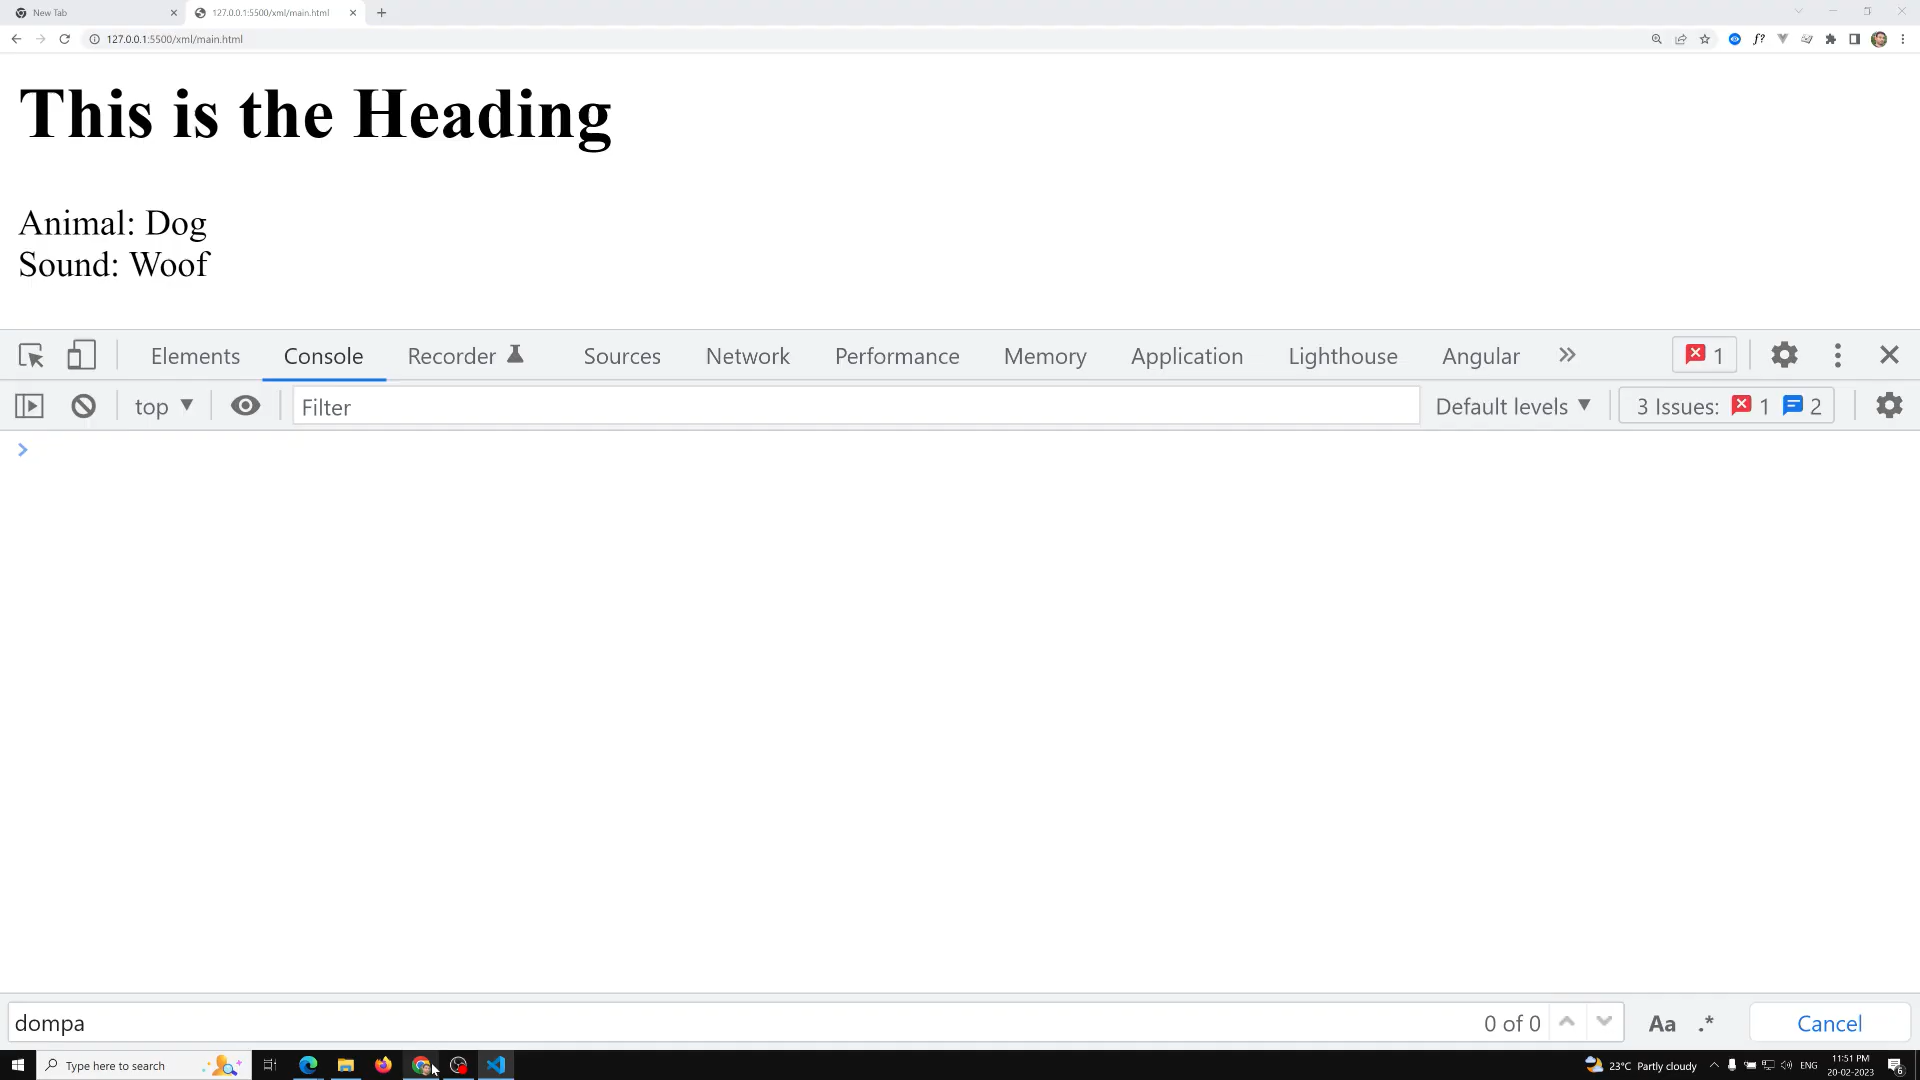 New Tab
127.0.0.1:5500/xml/main.html
127.0.0.1:5500/xml/main.html
f?
This is the Heading
Animal: Dog
Sound: Woof
Elements Console Recorder Sources Network Performance Memory Application Lighthouse Angular 1
top Filter Default levels 3 Issues: 1 2
dompa 0 of 0 Aa .* Cancel
Type here to search 23°C Partly cloudy ENG 11:51 PM
20-02-2023 6